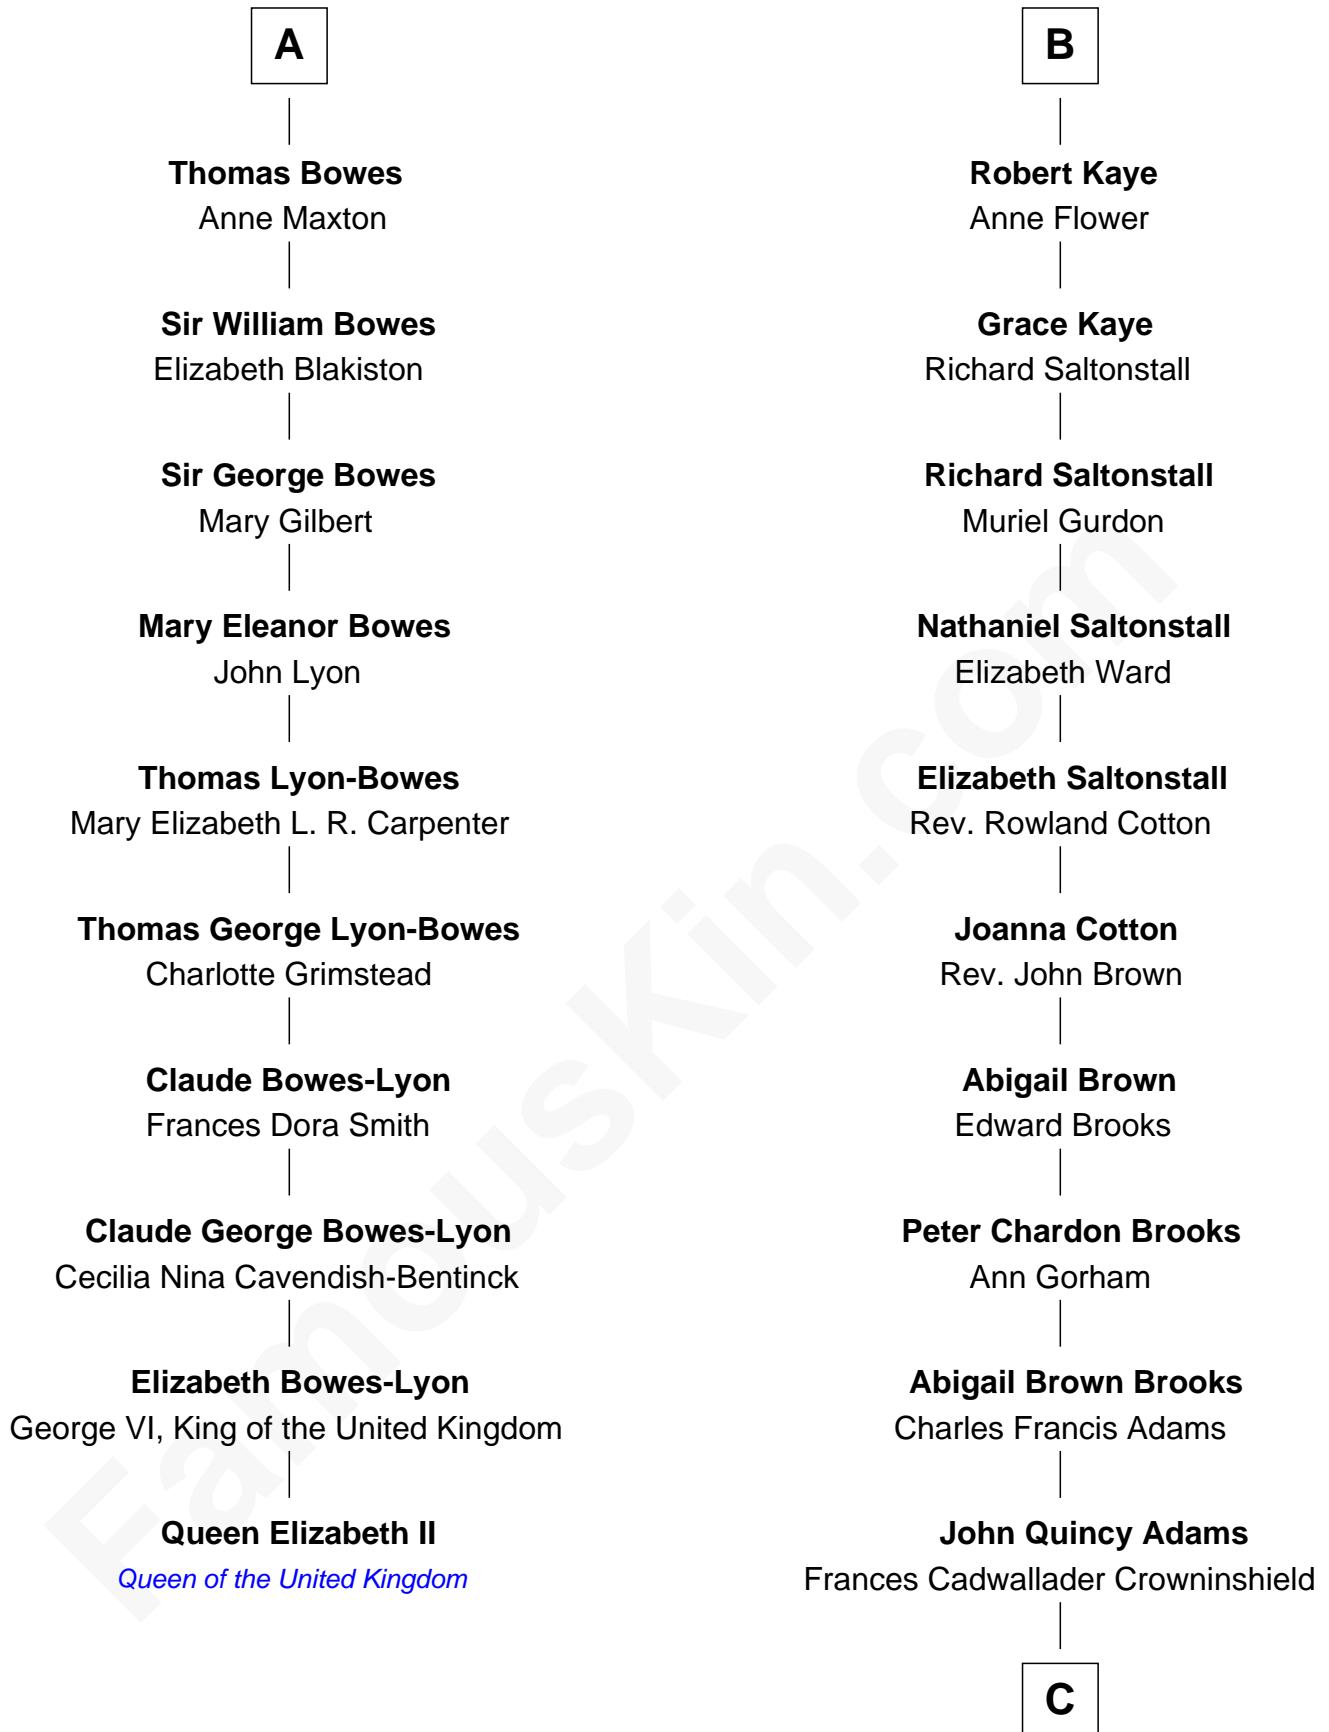 A
Thomas Bowes
Anne Maxton
Sir William Bowes
Elizabeth Blakiston
Sir George Bowes
Mary Gilbert
Mary Eleanor Bowes
John Lyon
Thomas Lyon-Bowes
Mary Elizabeth L. R. Carpenter
Thomas George Lyon-Bowes
Charlotte Grimstead
Claude Bowes-Lyon
Frances Dora Smith
Claude George Bowes-Lyon
Cecilia Nina Cavendish-Bentinck
Elizabeth Bowes-Lyon
George VI, King of the United Kingdom
Queen Elizabeth II
Queen of the United Kingdom
B
Robert Kaye
Anne Flower
Grace Kaye
Richard Saltonstall
Richard Saltonstall
Muriel Gurdon
Nathaniel Saltonstall
Elizabeth Ward
Elizabeth Saltonstall
Rev. Rowland Cotton
Joanna Cotton
Rev. John Brown
Abigail Brown
Edward Brooks
Peter Chardon Brooks
Ann Gorham
Abigail Brown Brooks
Charles Francis Adams
John Quincy Adams
Frances Cadwallader Crowninshield
C
FamousKin.com